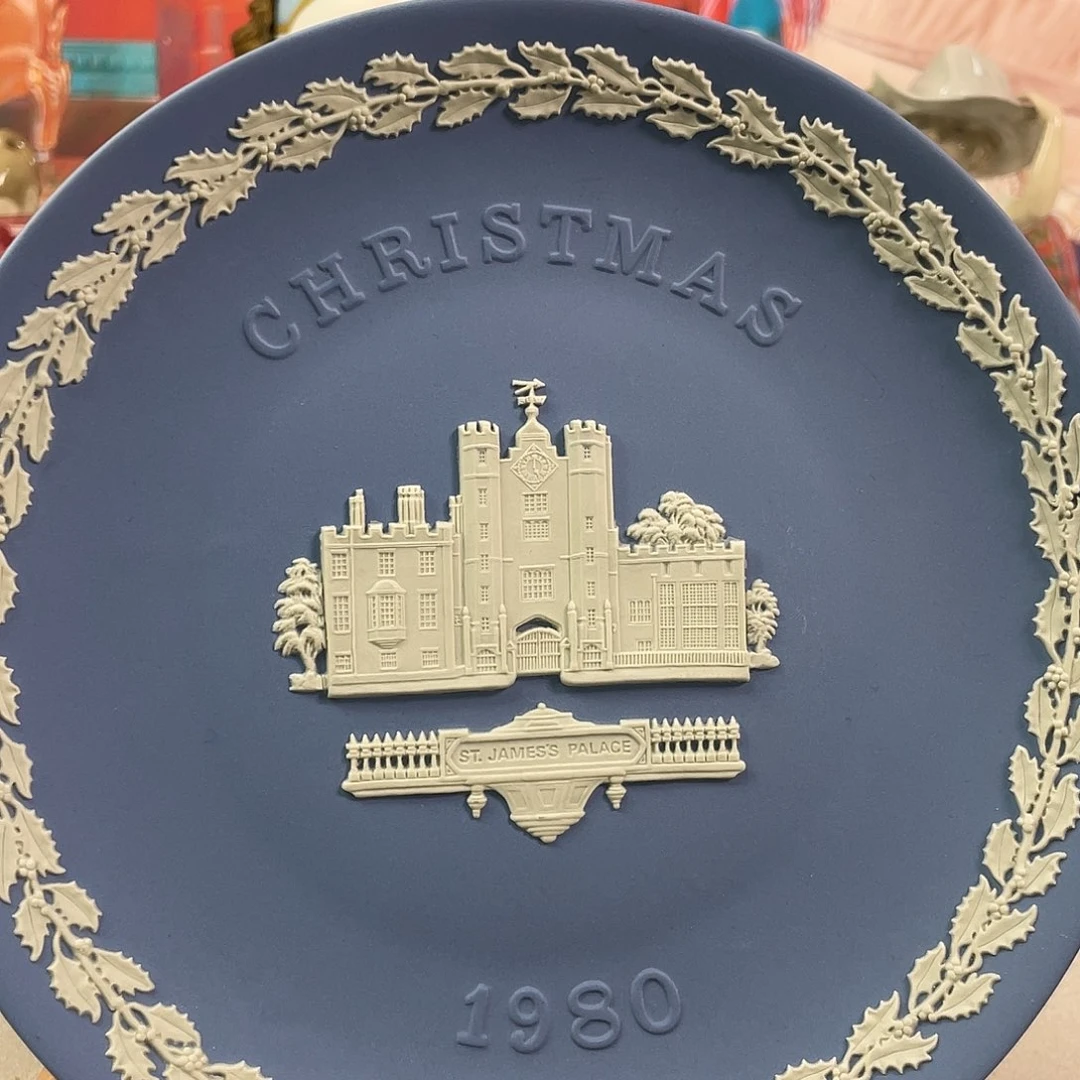 CHRISTMAS
ST. JAMES'S PALACE
1980